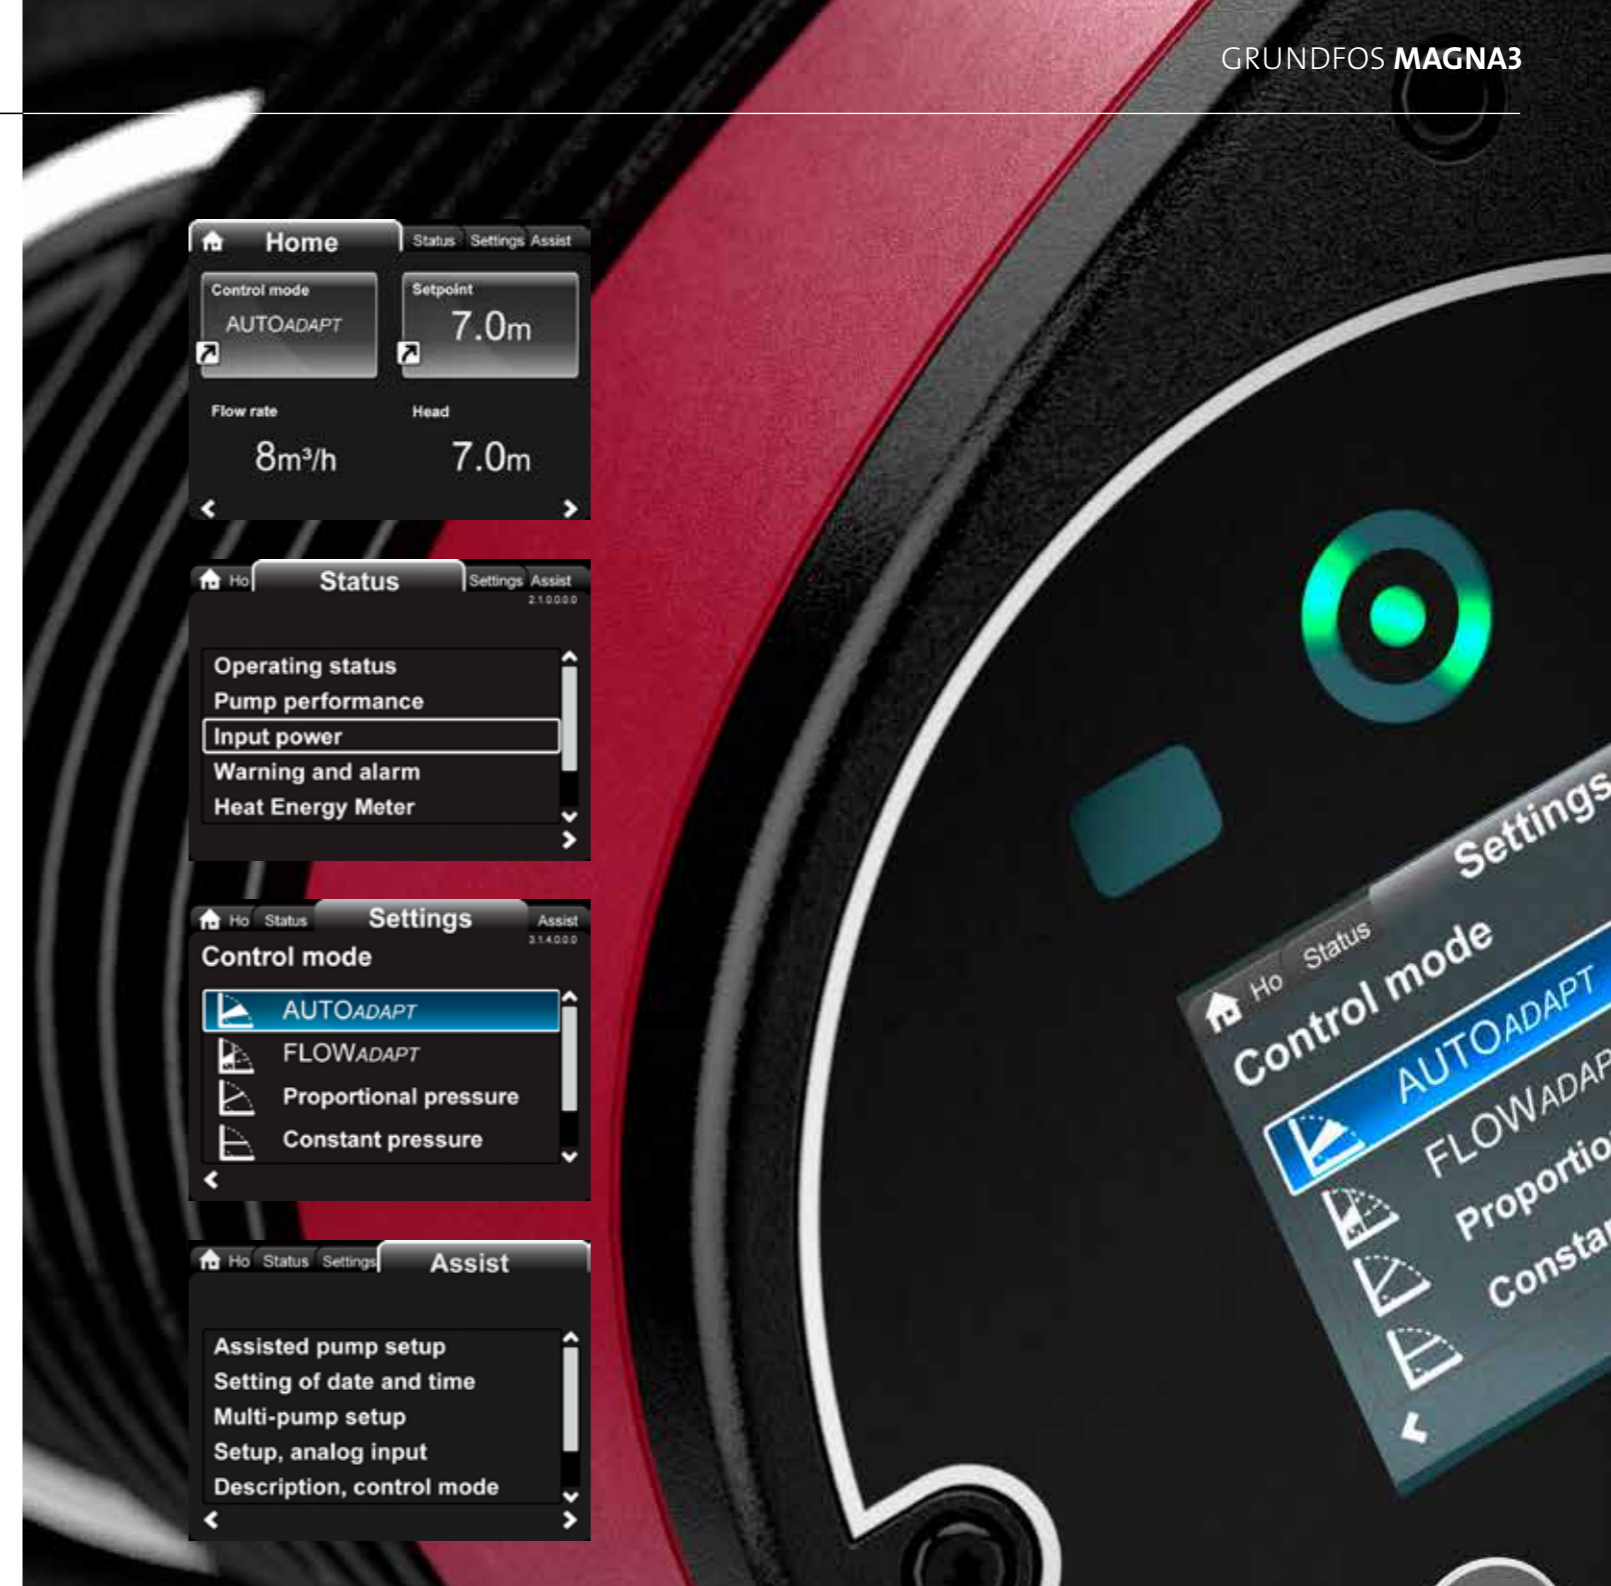 GRUNDFOS MAGNA3
Home Status Settings Assist
Control mode Setpoint
AUTOADAPT 7.0m
Flow rate Head
8m³/h 7.0m
Ho Status Settings Assist
2.1.0.0.0.0
Operating status
Pump performance
Input power
Warning and alarm
Heat Energy Meter
Ho Status Settings Assist
3.1.4.0.0.0
Control mode
AUTOADAPT
FLOWADAPT
Proportional pressure
Constant pressure
Ho Status Settings Assist
Assisted pump setup
Setting of date and time
Multi-pump setup
Setup, analog input
Description, control mode
Ho Status Settings
Control mode
AUTOADAPT
FLOWADAP
Proportio
Consta